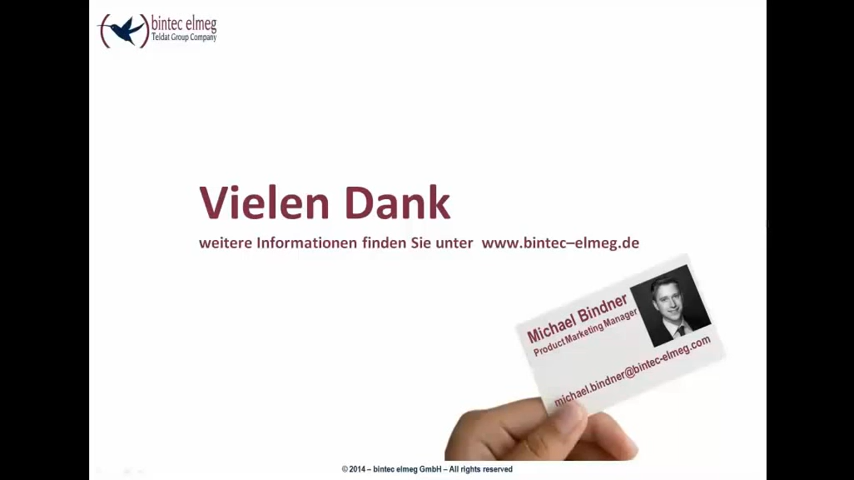 bintec elmeg
Teldat Group Company
Vielen Dank
weitere Informationen finden Sie unter www.bintec–elmeg.de
Michael Bindner
Product Marketing Manager
michael.bindner@bintec-elmeg.com
© 2014 – bintec elmeg GmbH – All rights reserved